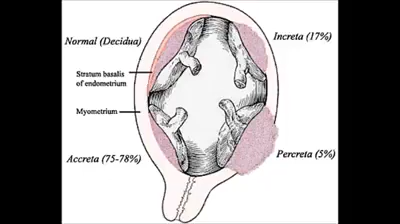 Normal (Decidua)
Increta (17%)
Stratum basalis
of endometrium
Myometrium
Accreta (75-78%)
Percreta (5%)